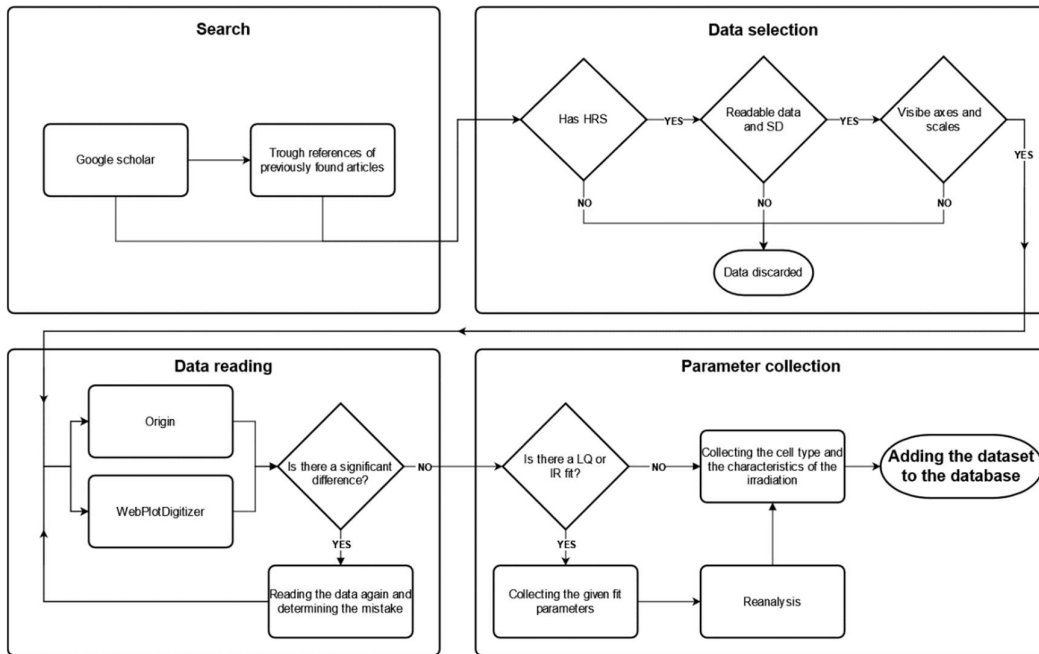 Search
Google scholar
Trough references of
previously found articles
Data selection
Has HRS
YES
Readable data
and SD
YES
Visibe axes and
scales
YES
NO
NO
NO
Data discarded
Data reading
Origin
WebPlotDigitizer
Is there a significant
difference?
NO
YES
Reading the data again and
determining the mistake
Parameter collection
Is there a LQ or
IR fit?
NO
YES
Collecting the given fit
parameters
Reanalysis
Collecting the cell type and
the characteristics of the
irradiation
Adding the dataset
to the database